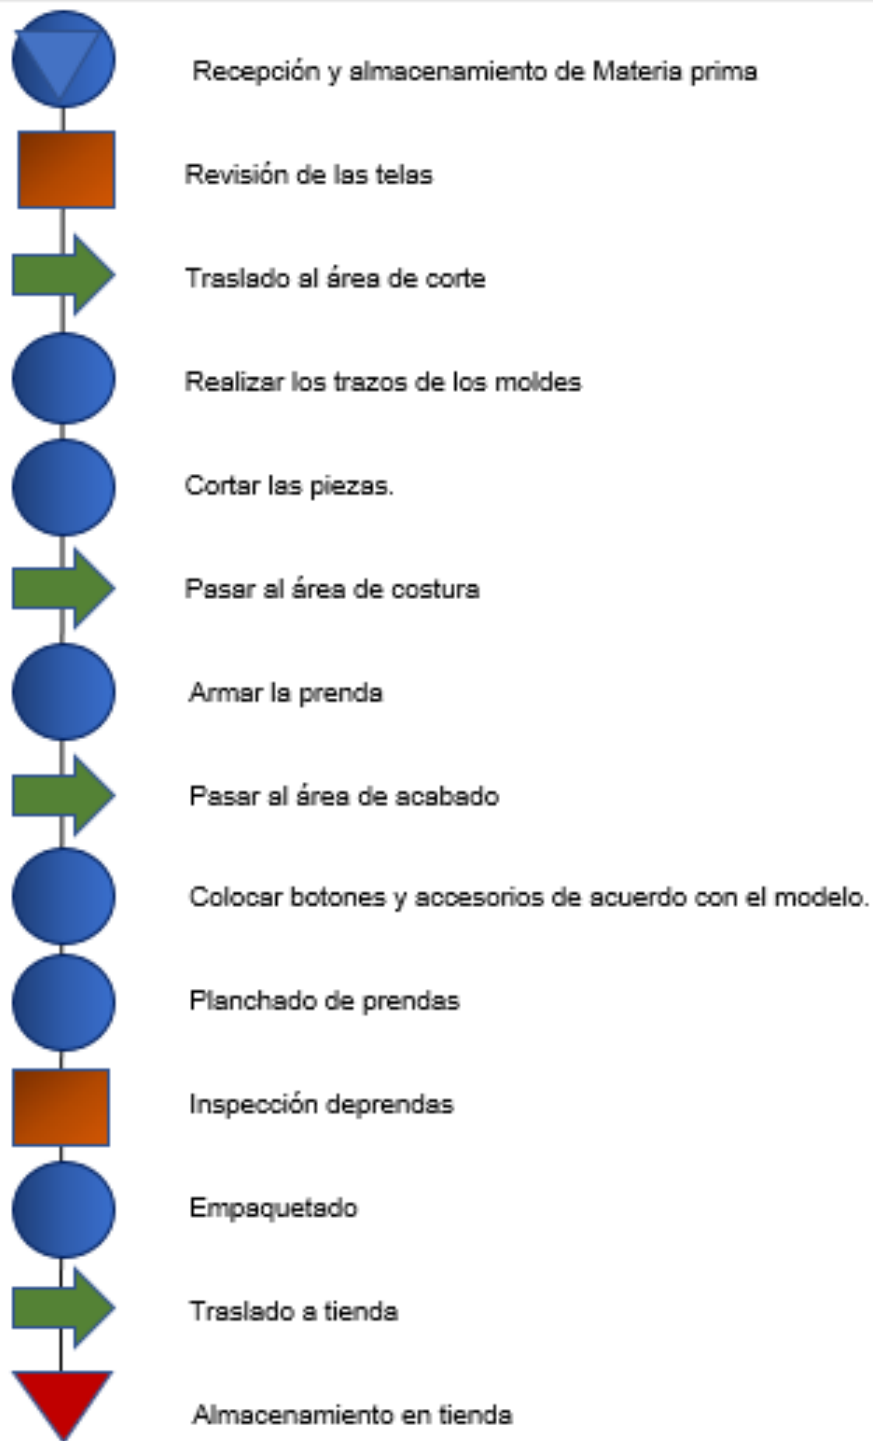 Recepción y almacenamiento de Materia prima
Revisión de las telas
Traslado al área de corte
Realizar los trazos de los moldes
Cortar las piezas.
Pasar al área de costura
Armar la prenda
Pasar al área de acabado
Colocar botones y accesorios de acuerdo con el modelo.
Planchado de prendas
Inspección deprendas
Empaquetado
Traslado a tienda
Almacenamiento en tienda